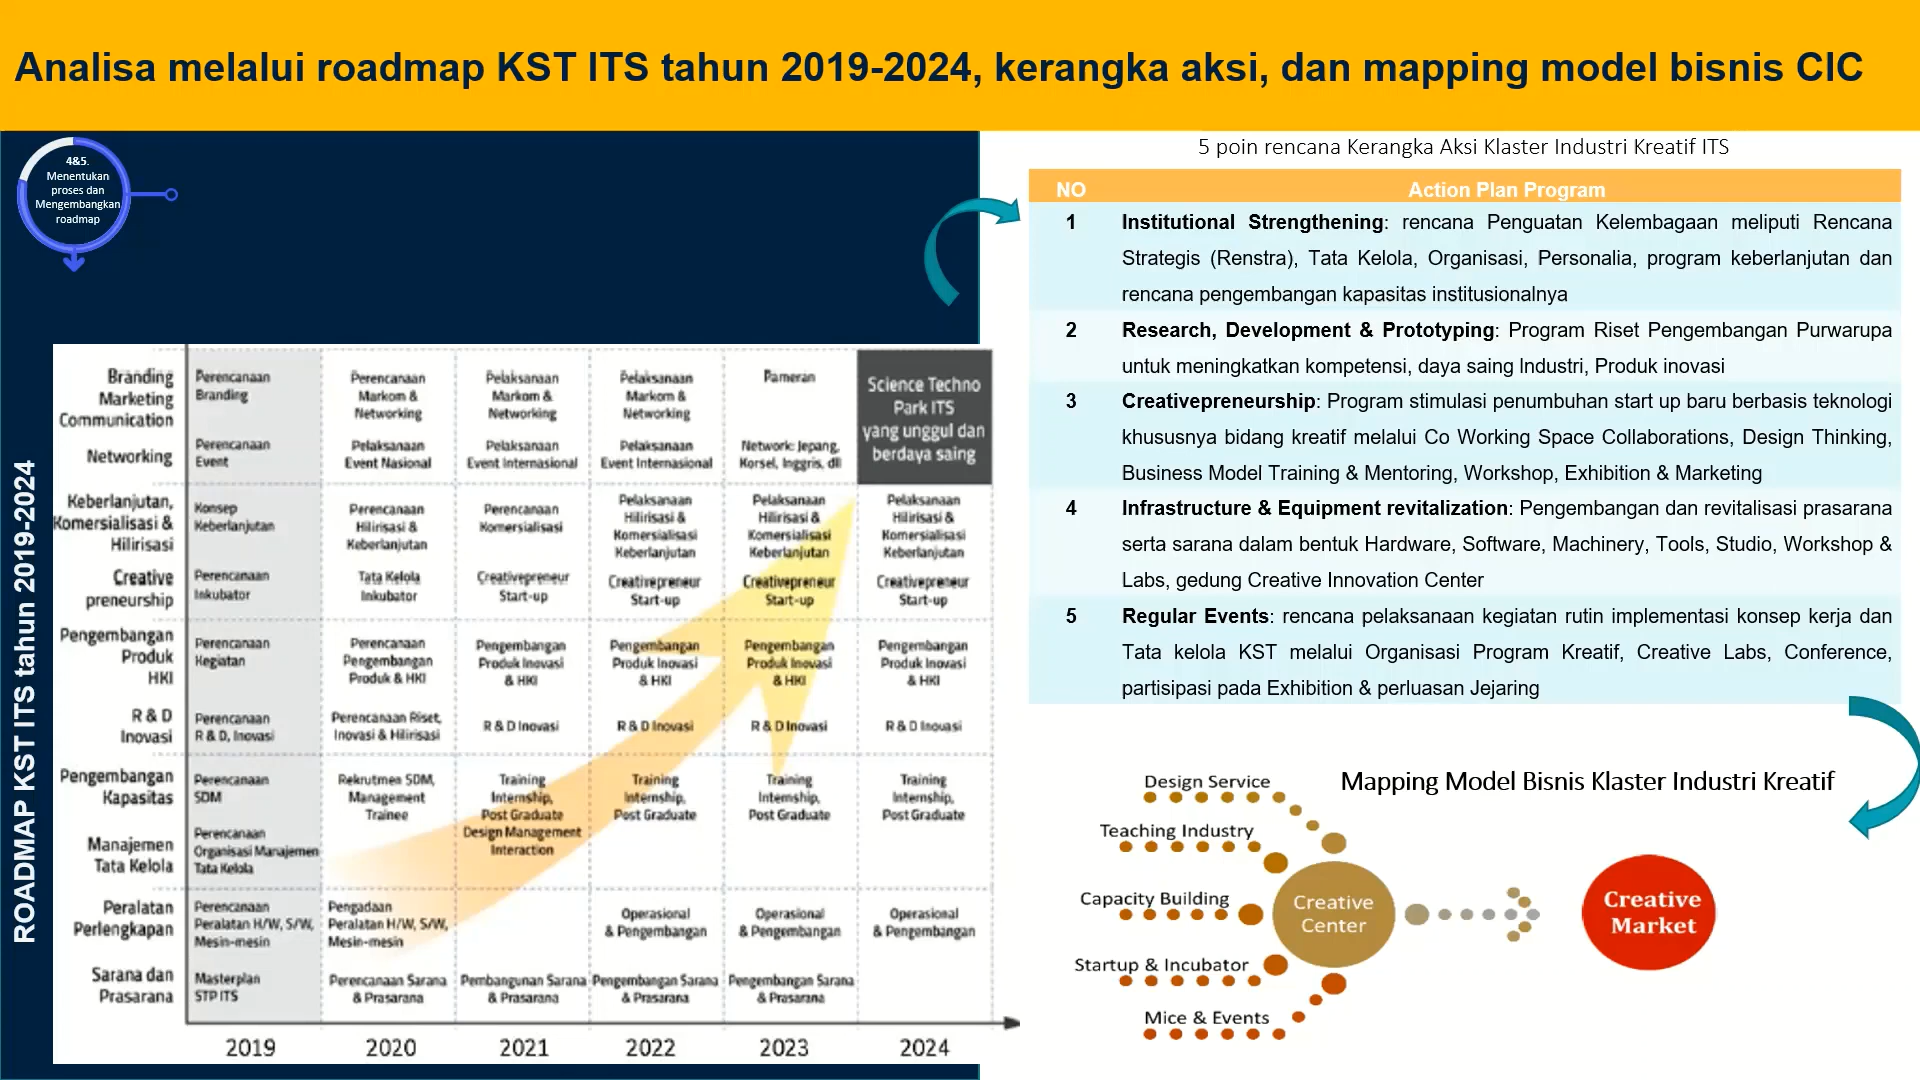 Analisa melalui roadmap KST ITS tahun 2019-2024, kerangka aksi, dan mapping model bisnis CIC
4&5.
Menentukan
proses dan
Mengembangkan
roadmap
ROADMAP KST ITS tahun 2019-2024
Branding
Marketing
Communication
Perencanaan
Branding
Perencanaan
Markom &
Networking
Pelaksanaan
Markom &
Networking
Pelaksanaan
Markom &
Networking
Pameran
Science Techno
Park ITS
yang unggul dan
berdaya saing
Networking
Perencanaan
Event
Pelaksanaan
Event Nasional
Pelaksanaan
Event Internasional
Pelaksanaan
Event Internasional
Network: Jepang,
Korsel, Inggris, dll
Keberlanjutan,
Komersialisasi &
Hilirisasi
Konsep
Keberlanjutan
Perencanaan
Hilirisasi &
Keberlanjutan
Perencanaan
Komersialisasi
Pelaksanaan
Hilirisasi &
Komersialisasi
Keberlanjutan
Pelaksanaan
Hilirisasi &
Komersialisasi
Keberlanjutan
Pelaksanaan
Hilirisasi &
Komersialisasi
Keberlanjutan
Creative
preneurship
Perencanaan
Inkubator
Tata Kelola
Inkubator
Creativepreneur
Start-up
Creativepreneur
Start-up
Creativepreneur
Start-up
Creativepreneur
Start-up
Pengembangan
Produk
HKI
Perencanaan
Kegiatan
Perencanaan
Pengembangan
Produk & HKI
Pengembangan
Produk Inovasi
& HKI
Pengembangan
Produk Inovasi
& HKI
Pengembangan
Produk Inovasi
& HKI
Pengembangan
Produk Inovasi
& HKI
R & D
Inovasi
Perencanaan
R & D, Inovasi
Perencanaan Riset,
Inovasi & Hilirisasi
R & D Inovasi
R & D Inovasi
R & D Inovasi
R & D Inovasi
Pengembangan
Kapasitas
Perencanaan
SDM
Rekrutmen SDM,
Management
Trainee
Training
Internship,
Post Graduate
Design Management
Interaction
Training
Internship,
Post Graduate
Training
Internship,
Post Graduate
Training
Internship,
Post Graduate
Manajemen
Tata Kelola
Perencanaan
Organisasi Manajemen
Tata Kelola
Peralatan
Perlengkapan
Perencanaan
Peralatan H/W, S/W,
Mesin-mesin
Pengadaan
Peralatan H/W, S/W,
Mesin-mesin
Operasional
& Pengembangan
Operasional
& Pengembangan
Operasional
& Pengembangan
Sarana dan
Prasarana
Masterplan
STP ITS
Perencanaan Sarana
& Prasarana
Pembangunan Sarana
& Prasarana
Pengembangan Sarana
& Prasarana
Pengembangan Sarana
& Prasarana
2019 2020 2021 2022 2023 2024
5 poin rencana Kerangka Aksi Klaster Industri Kreatif ITS
NO Action Plan Program
1 Institutional Strengthening: rencana Penguatan Kelembagaan meliputi Rencana
Strategis (Renstra), Tata Kelola, Organisasi, Personalia, program keberlanjutan dan
rencana pengembangan kapasitas institusionalnya
2 Research, Development & Prototyping: Program Riset Pengembangan Purwarupa
untuk meningkatkan kompetensi, daya saing Industri, Produk inovasi
3 Creativepreneurship: Program stimulasi penumbuhan start up baru berbasis teknologi
khususnya bidang kreatif melalui Co Working Space Collaborations, Design Thinking,
Business Model Training & Mentoring, Workshop, Exhibition & Marketing
4 Infrastructure & Equipment revitalization: Pengembangan dan revitalisasi prasarana
serta sarana dalam bentuk Hardware, Software, Machinery, Tools, Studio, Workshop &
Labs, gedung Creative Innovation Center
5 Regular Events: rencana pelaksanaan kegiatan rutin implementasi konsep kerja dan
Tata kelola KST melalui Organisasi Program Kreatif, Creative Labs, Conference,
partisipasi pada Exhibition & perluasan Jejaring
Mapping Model Bisnis Klaster Industri Kreatif
Design Service
Teaching Industry
Capacity Building
Startup & Incubator
Mice & Events
Creative
Center
Creative
Market